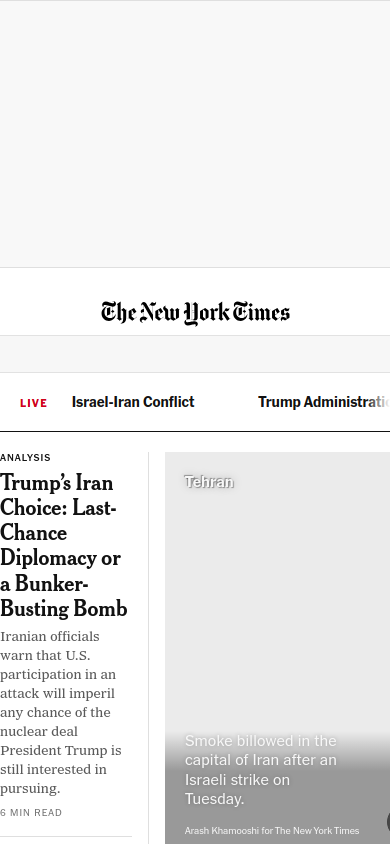 The New York Times
LIVE
Israel-Iran Conflict
Trump Administrati
ANALYSIS
Trump's Iran
Choice: Last-
Chance
Diplomacy or
a Bunker-
Busting Bomb
Iranian officials
warn that U.S.
participation in an
attack will imperil
any chance of the
nuclear deal
President Trump is
still interested in
pursuing.
6 MIN READ
Tehran
Smoke billowed in the
capital of Iran after an
Israeli strike on
Tuesday.
Arash Khamooshi for The New York Times